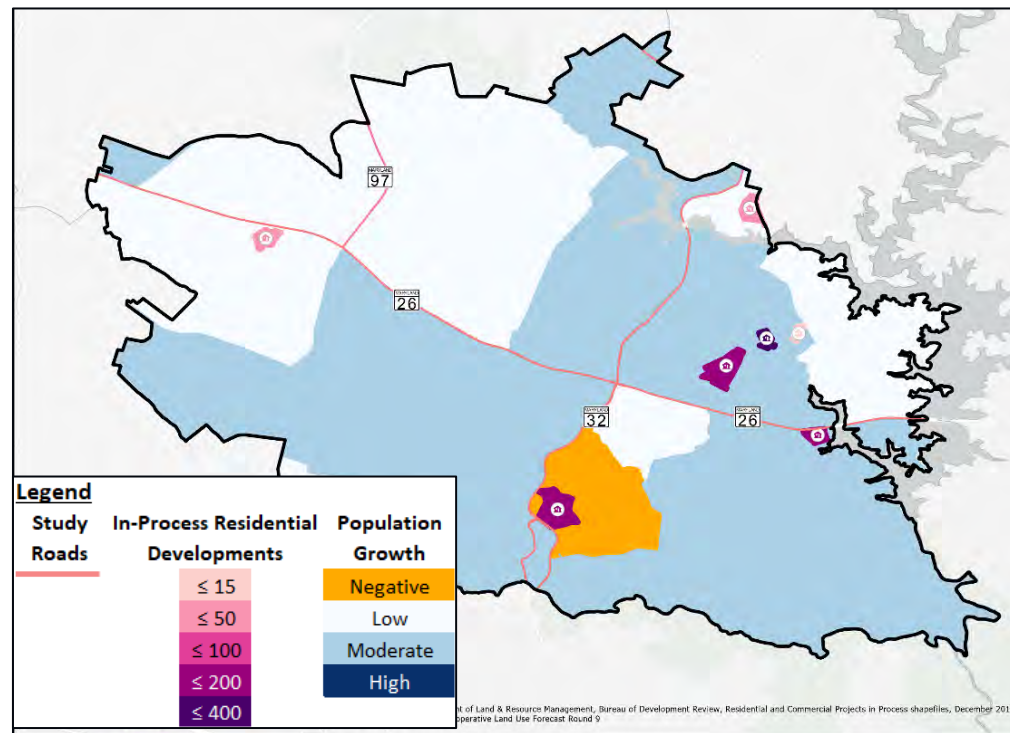 MARYLAND
97
MARYLAND
26
MARYLAND
32
MARYLAND
26
Legend
Study Roads
In-Process Residential Developments
≤ 15
≤ 50
≤ 100
≤ 200
≤ 400
Population Growth
Negative
Low
Moderate
High
t of Land & Resource Management, Bureau of Development Review, Residential and Commercial Projects in Process shapefiles, December 201
operative Land Use Forecast Round 9